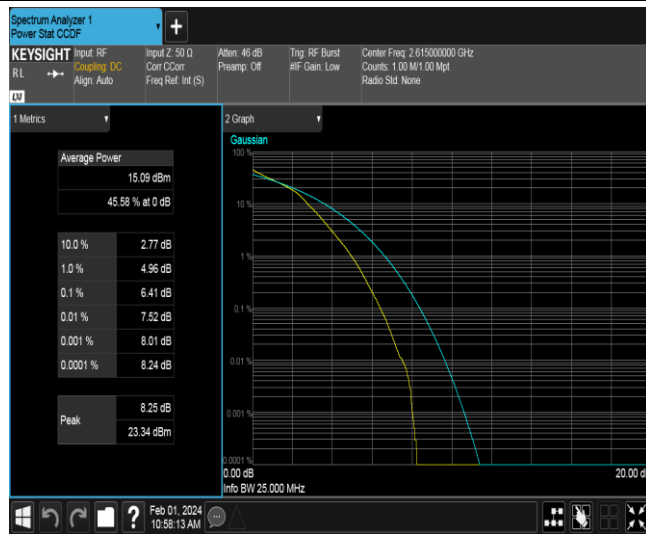 Spectrum Analyzer 1
Power Stat CCDF
+
KEYSIGHT
RL
LXI
Input: RF
Coupling: DC
Align: Auto
Input Z: 50 Ω
Corr CCorr
Freq Ref: Int (S)
Atten: 46 dB
Preamp: Off
Trig: RF Burst
#IF Gain: Low
Center Freq: 2.615000000 GHz
Counts: 1.00 M/1.00 Mpt
Radio Std: None
1 Metrics
Average Power
15.09 dBm
45.58 % at 0 dB
10.0 % 2.77 dB
1.0 % 4.96 dB
0.1 % 6.41 dB
0.01 % 7.52 dB
0.001 % 8.01 dB
0.0001 % 8.24 dB
Peak
8.25 dB
23.34 dBm
2 Graph
Gaussian
100 %
10 %
1 %
0.1 %
0.01 %
0.001 %
0.0001 %
0.00 dB
20.00 d
Info BW 25.000 MHz
?
Feb 01, 2024
10:58:13 AM